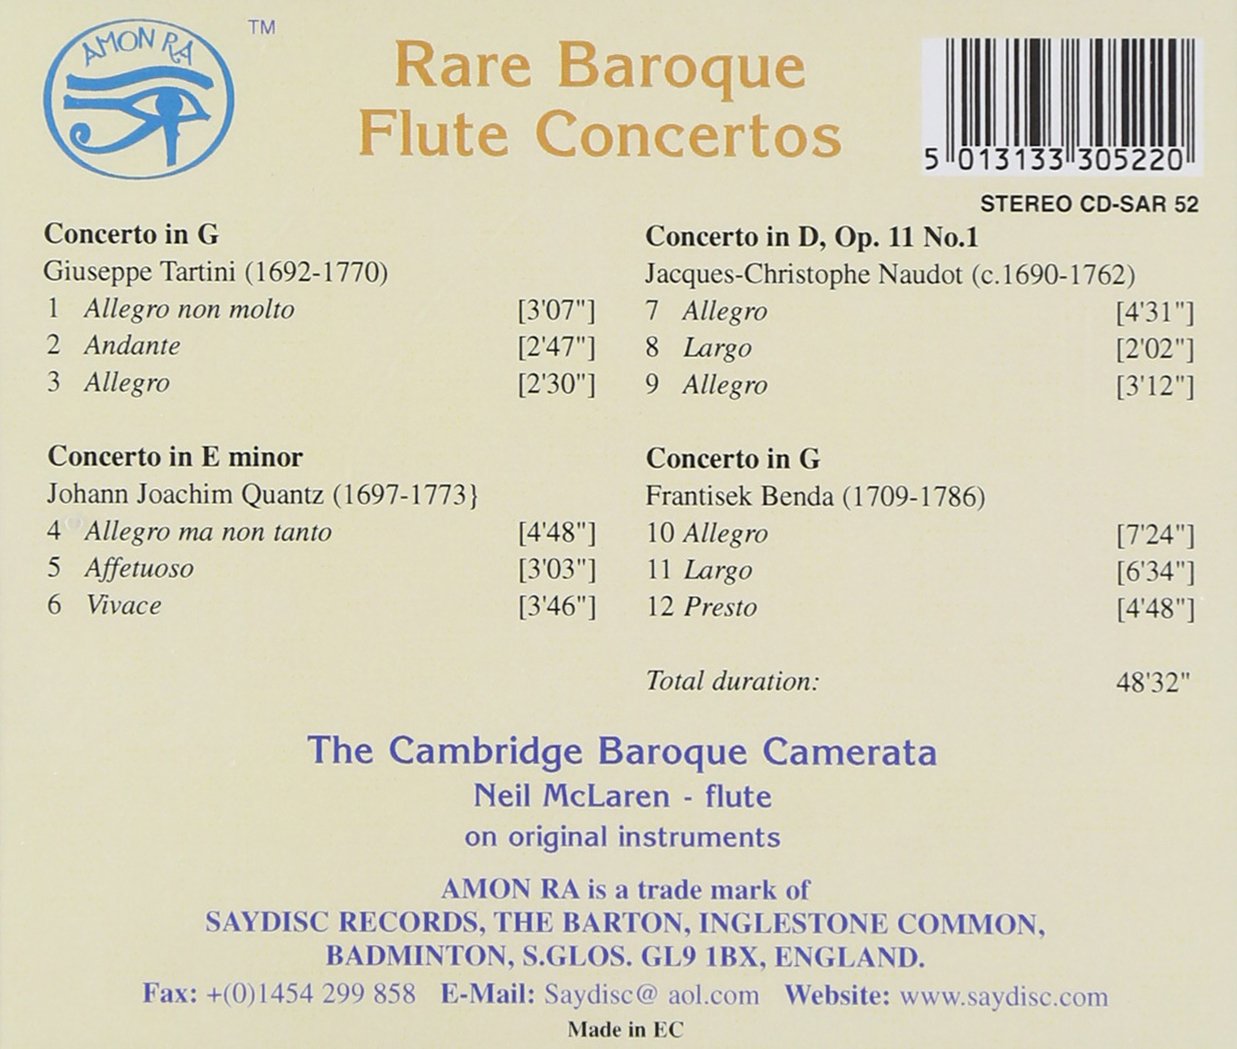 AMON RA
TM
Rare Baroque
Flute Concertos
5 013133 305220
STEREO CD-SAR 52
Concerto in G
Giuseppe Tartini (1692-1770)
1 Allegro non molto [3'07"]
2 Andante [2'47"]
3 Allegro [2'30"]
Concerto in E minor
Johann Joachim Quantz (1697-1773}
4 Allegro ma non tanto [4'48"]
5 Affetuoso [3'03"]
6 Vivace [3'46"]
Concerto in D, Op. 11 No.1
Jacques-Christophe Naudot (c.1690-1762)
7 Allegro [4'31"]
8 Largo [2'02"]
9 Allegro [3'12"]
Concerto in G
Frantisek Benda (1709-1786)
10 Allegro [7'24"]
11 Largo [6'34"]
12 Presto [4'48"]
Total duration: 48'32"
The Cambridge Baroque Camerata
Neil McLaren - flute
on original instruments
AMON RA is a trade mark of
SAYDISC RECORDS, THE BARTON, INGLESTONE COMMON,
BADMINTON, S.GLOS. GL9 1BX, ENGLAND.
Fax: +(0)1454 299 858 E-Mail: Saydisc@ aol.com Website: www.saydisc.com
Made in EC